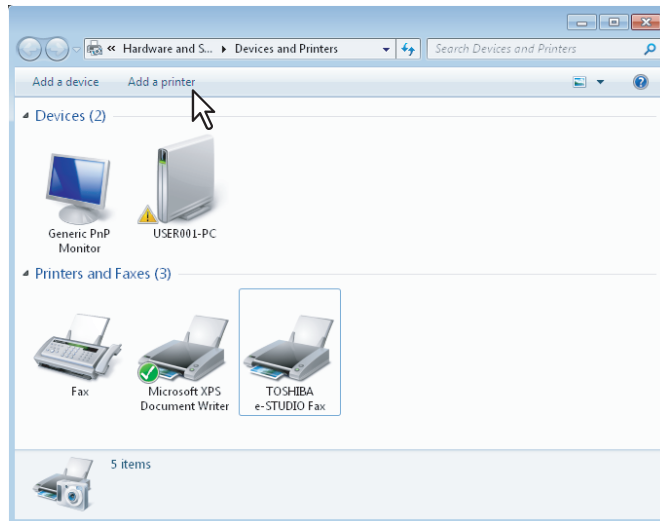 « Hardware and S... ▸ Devices and Printers
Search Devices and Printers
Add a device
Add a printer
Devices (2)
Generic PnP
Monitor
USER001-PC
Printers and Faxes (3)
Fax
Microsoft XPS
Document Writer
TOSHIBA
e-STUDIO Fax
5 items